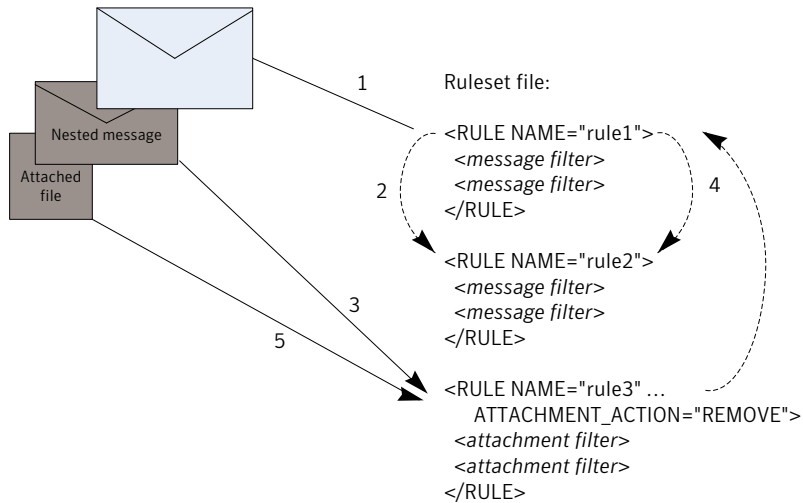 1
Ruleset file:
Nested message
Attached
file
<RULE NAME="rule1">
<message filter>
<message filter>
</RULE>
2
4
<RULE NAME="rule2">
<message filter>
<message filter>
</RULE>
3
5
<RULE NAME="rule3" ...
ATTACHMENT_ACTION="REMOVE">
<attachment filter>
<attachment filter>
</RULE>